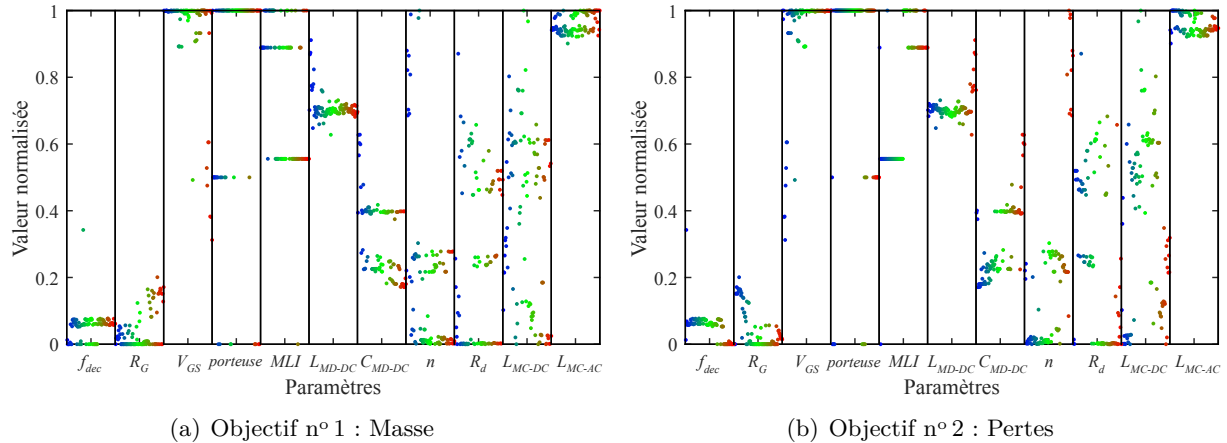 Valeur normalisée
1
0.8
0.6
0.4
0.2
0
f_dec R_G V_GS porteuse MLI L_MD-DC C_MD-DC n R_d L_MC-DC L_MC-AC
Paramètres
(a) Objectif nº 1 : Masse
Valeur normalisée
1
0.8
0.6
0.4
0.2
0
f_dec R_G V_GS porteuse MLI L_MD-DC C_MD-DC n R_d L_MC-DC L_MC-AC
Paramètres
(b) Objectif nº 2 : Pertes